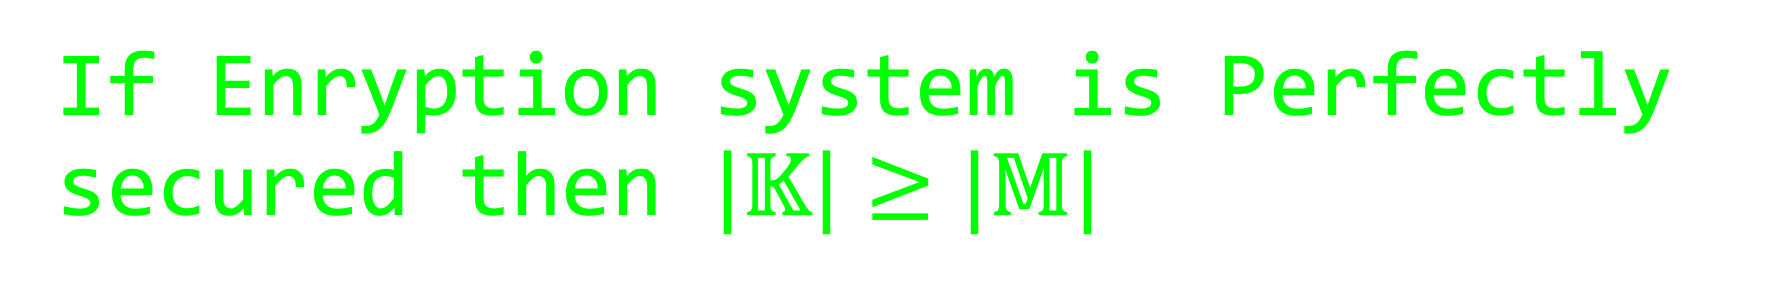 If Enryption system is Perfectly
secured then |𝕂| ≥ |𝕄|